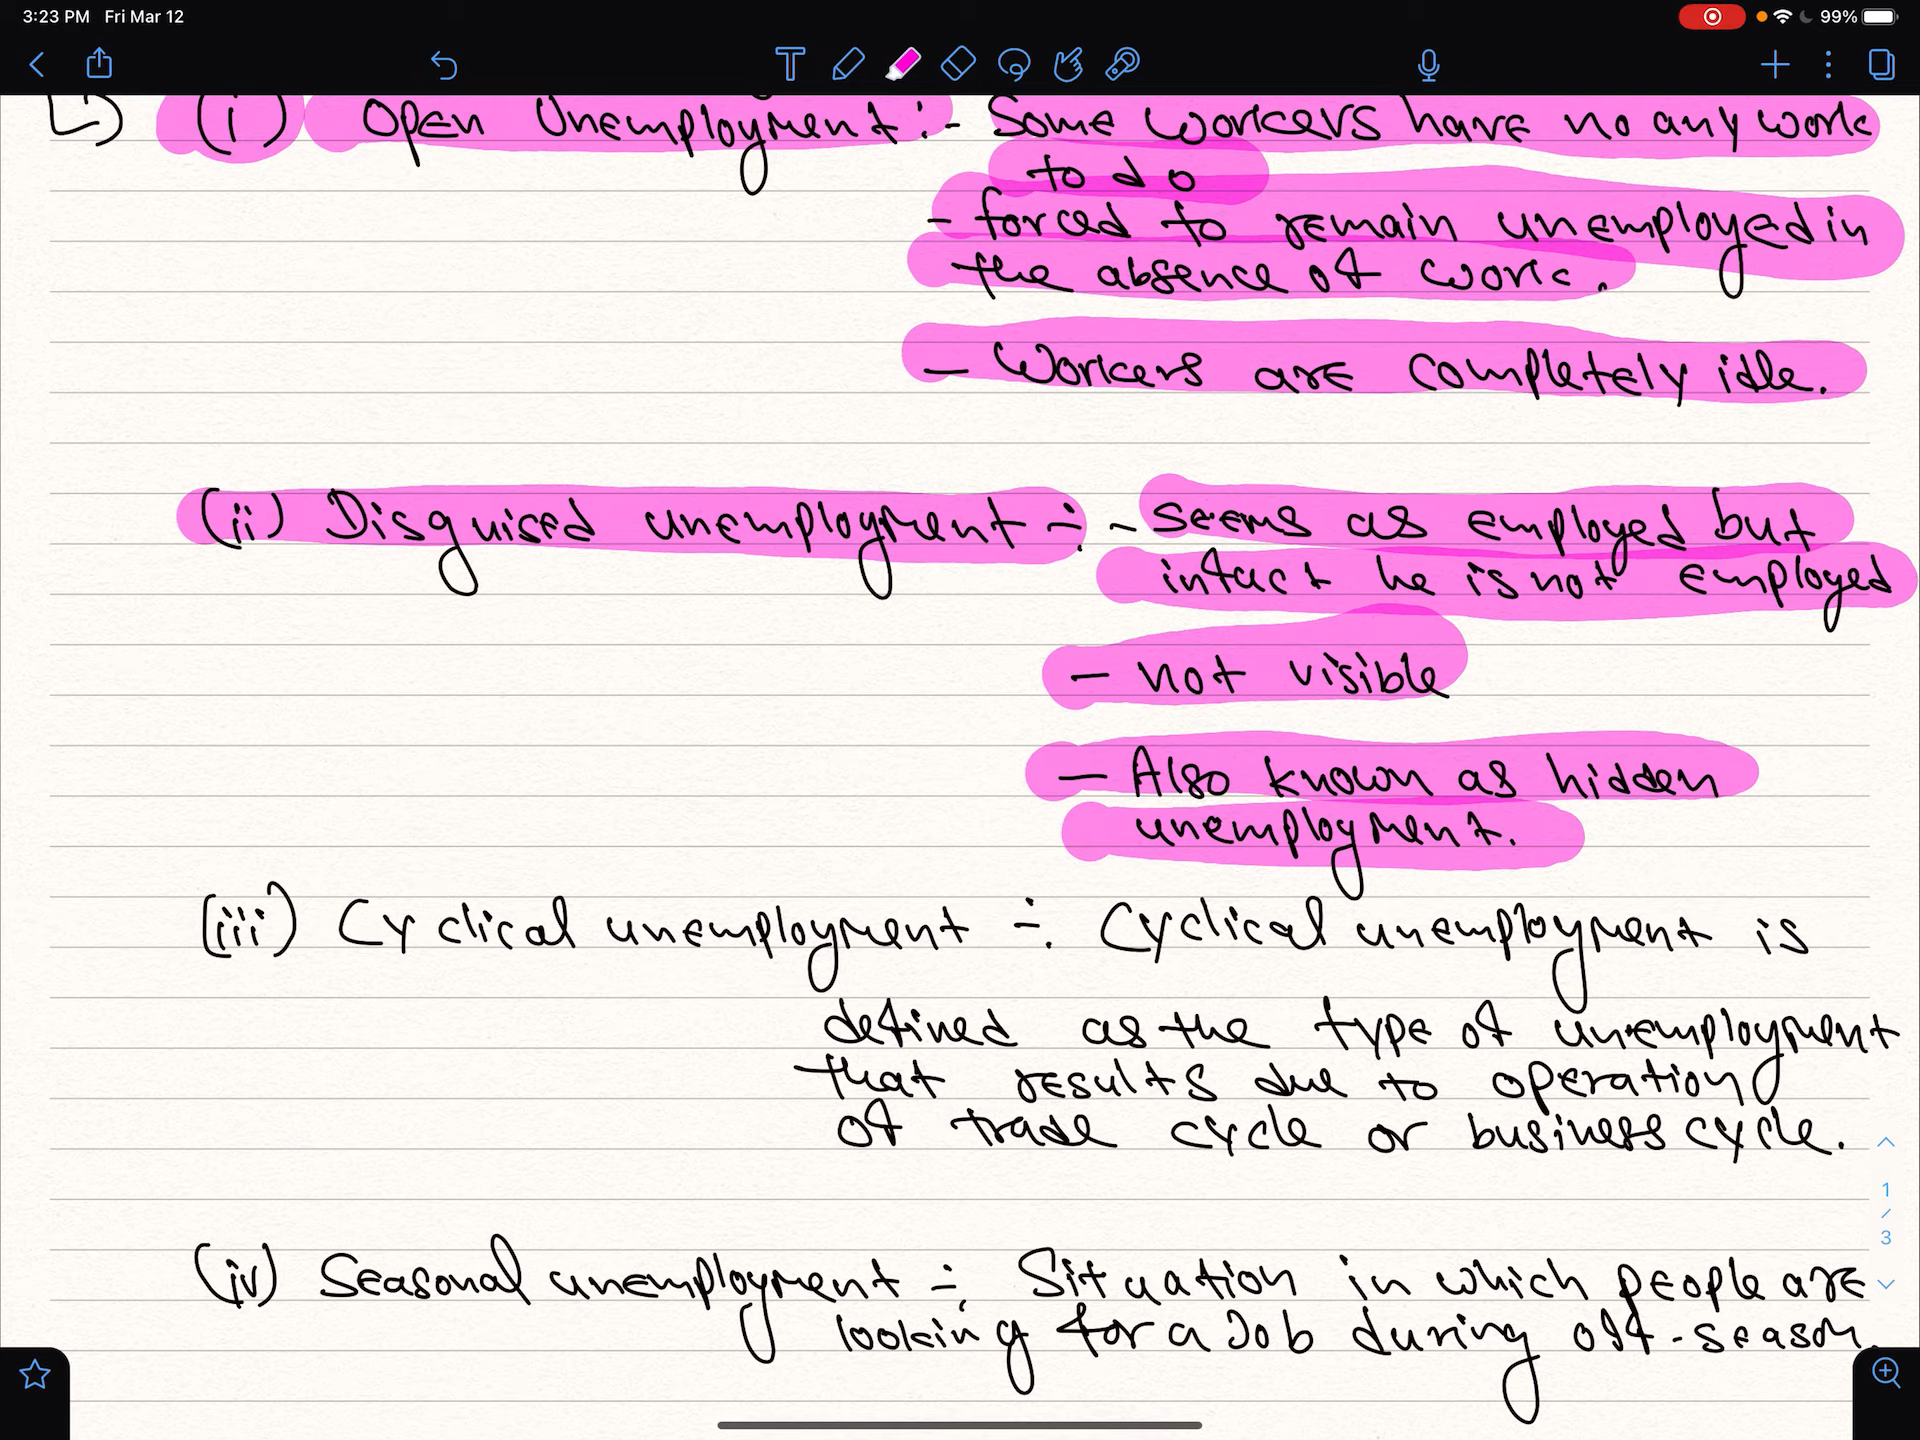 3:23 PM Fri Mar 12
99%
(i) Open Unemployment :- Some workers have no any work
to do
- forced to remain unemployed in
the absence of work.
- Workers are completely idle.
(ii) Disguised unemployment ÷ - seems as employed but
infact he is not employed
- not visible
- Also known as hidden
unemployment.
(iii) Cyclical unemployment ÷ Cyclical unemployment is
defined as the type of unemployment
that results due to operation
of trade cycle or business cycle.
(iv) Seasonal unemployment ÷ Situation in which people are
looking for a Job during off-season.
1
/
3